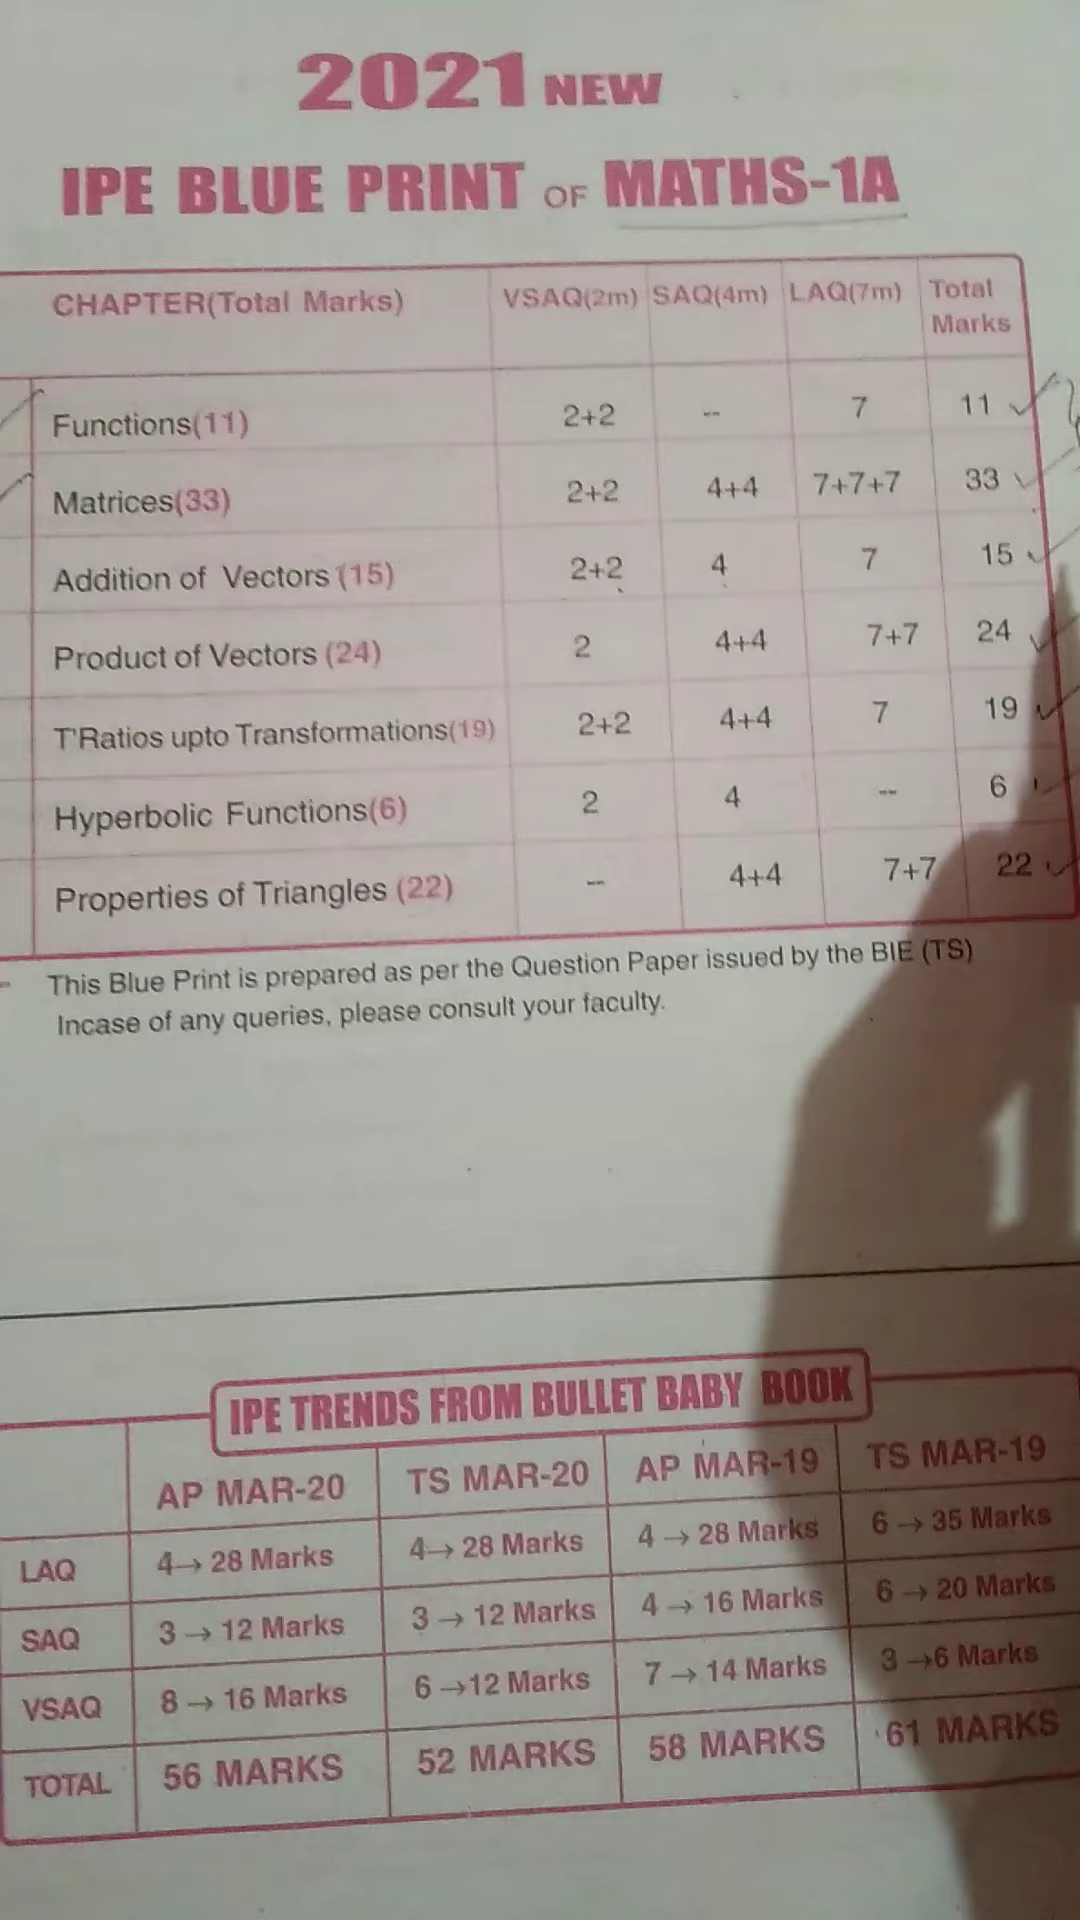 2021 NEW
IPE BLUE PRINT OF MATHS-1A
CHAPTER(Total Marks) VSAQ(2m) SAQ(4m) LAQ(7m) Total Marks
Functions(11) 2+2 -- 7 11
Matrices(33) 2+2 4+4 7+7+7 33
Addition of Vectors (15) 2+2 4 7 15
Product of Vectors (24) 2 4+4 7+7 24
T'Ratios upto Transformations(19) 2+2 4+4 7 19
Hyperbolic Functions(6) 2 4 -- 6
Properties of Triangles (22) -- 4+4 7+7 22
This Blue Print is prepared as per the Question Paper issued by the BIE (TS)
Incase of any queries, please consult your faculty.
IPE TRENDS FROM BULLET BABY BOOK
AP MAR-20 TS MAR-20 AP MAR-19 TS MAR-19
LAQ 4→ 28 Marks 4→ 28 Marks 4 → 28 Marks 6 → 35 Marks
SAQ 3 → 12 Marks 3 → 12 Marks 4 → 16 Marks 6 → 20 Marks
VSAQ 8 → 16 Marks 6 →12 Marks 7 → 14 Marks 3 →6 Marks
TOTAL 56 MARKS 52 MARKS 58 MARKS 61 MARKS